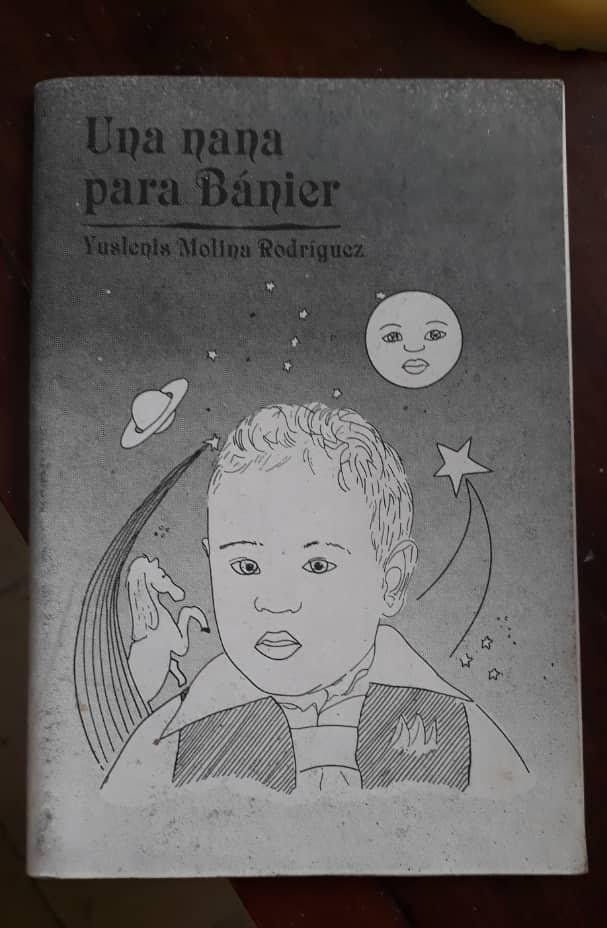 Una nana
para Bánier
Yuslenis Molina Rodríguez